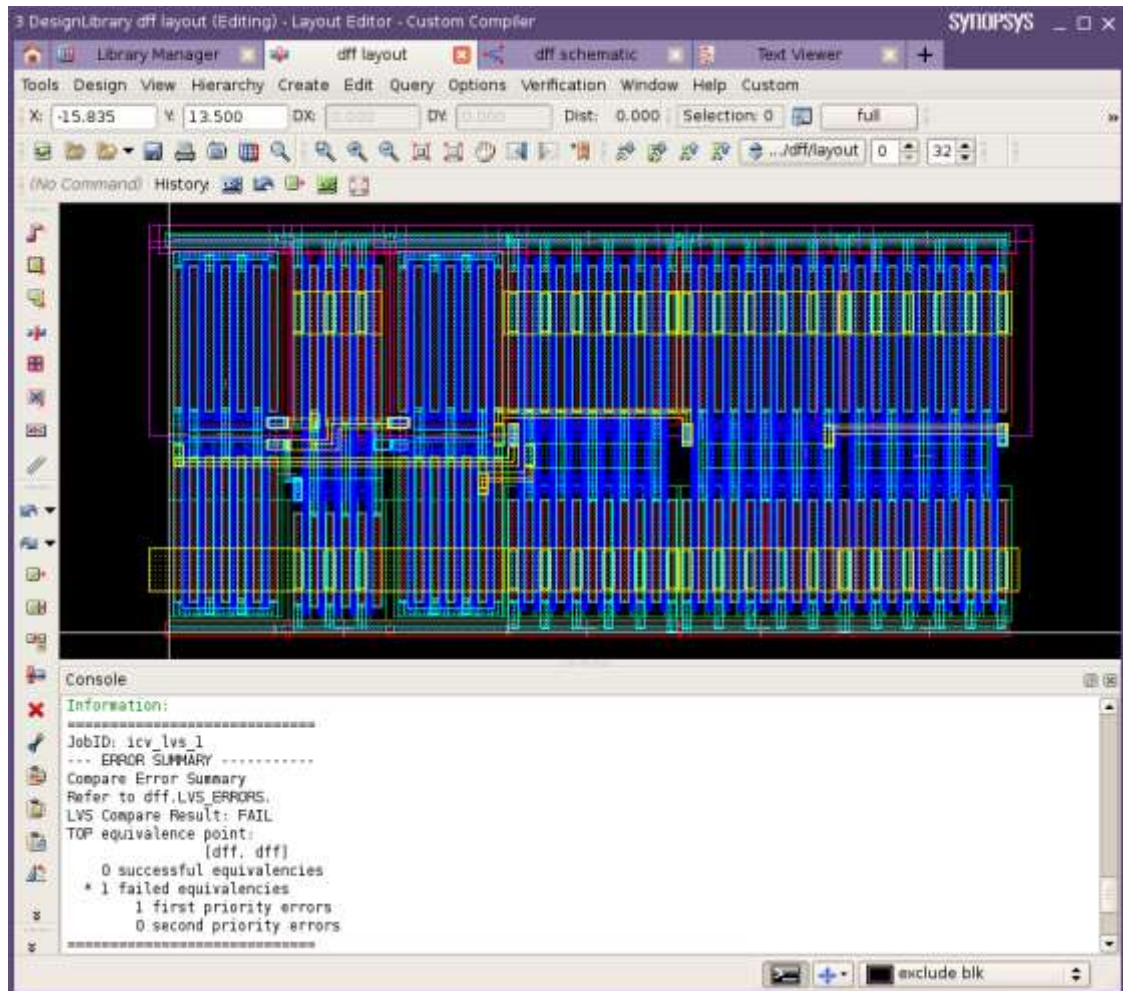 3 DesignLibrary dff layout (Editing) - Layout Editor - Custom Compiler
SYNOPSYS
Library Manager
dff layout
dff schematic
Text Viewer
Tools Design View Hierarchy Create Edit Query Options Verification Window Help Custom
X: -15.835 Y: 13.500 DX: 0.000 DY: 0.000 Dist: 0.000 Selection: 0 full
.../dff/layout 0 32
(No Command) History:
Console
Information:
==============================
JobID: icv_lvs_1
--- ERROR SUMMARY -----------
Compare Error Summary
Refer to dff.LVS_ERRORS.
LVS Compare Result: FAIL
TOP equivalence point:
[dff, dff]
0 successful equivalencies
* 1 failed equivalencies
1 first priority errors
0 second priority errors
==============================
exclude blk